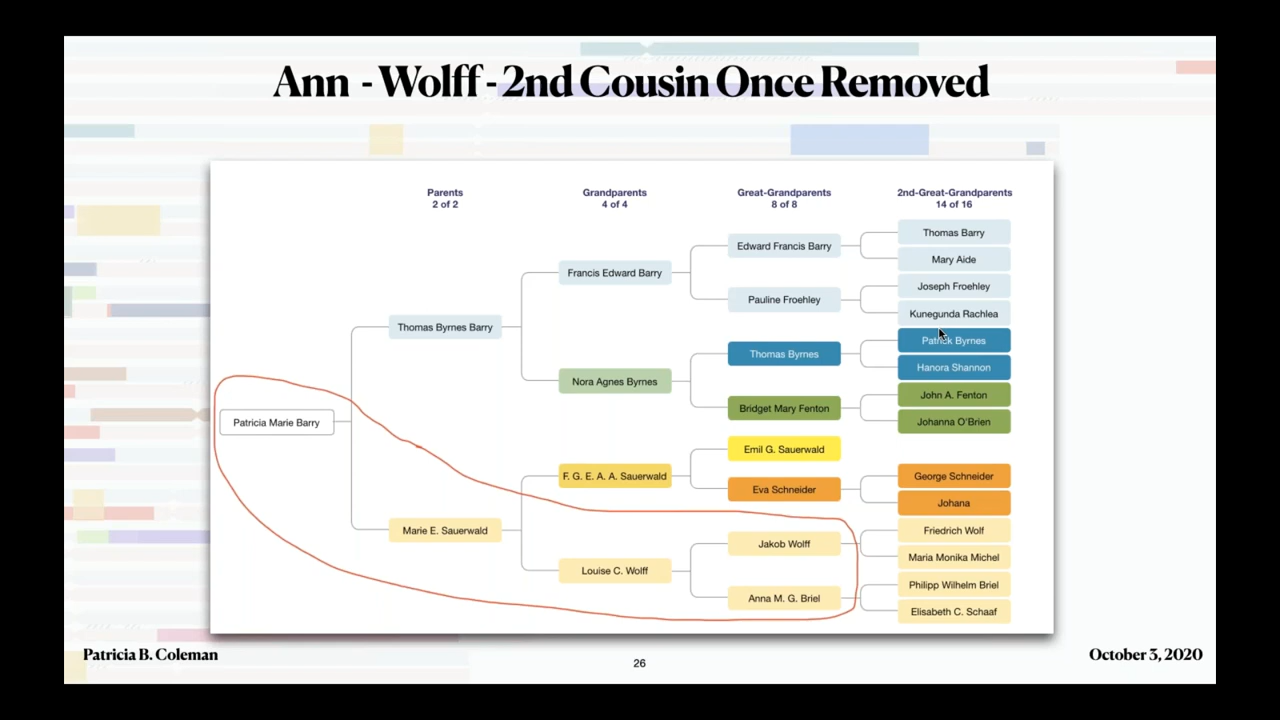 Ann - Wolff - 2nd Cousin Once Removed
Parents
2 of 2
Grandparents
4 of 4
Great-Grandparents
8 of 8
2nd-Great-Grandparents
14 of 16
Patricia Marie Barry
Thomas Byrnes Barry
Marie E. Sauerwald
Francis Edward Barry
Nora Agnes Byrnes
F. G. E. A. A. Sauerwald
Louise C. Wolff
Edward Francis Barry
Pauline Froehley
Thomas Byrnes
Bridget Mary Fenton
Emil G. Sauerwald
Eva Schneider
Jakob Wolff
Anna M. G. Briel
Thomas Barry
Mary Aide
Joseph Froehley
Kunegunda Rachlea
Patrick Byrnes
Hanora Shannon
John A. Fenton
Johanna O'Brien
George Schneider
Johana
Friedrich Wolf
Maria Monika Michel
Philipp Wilhelm Briel
Elisabeth C. Schaaf
Patricia B. Coleman
26
October 3, 2020